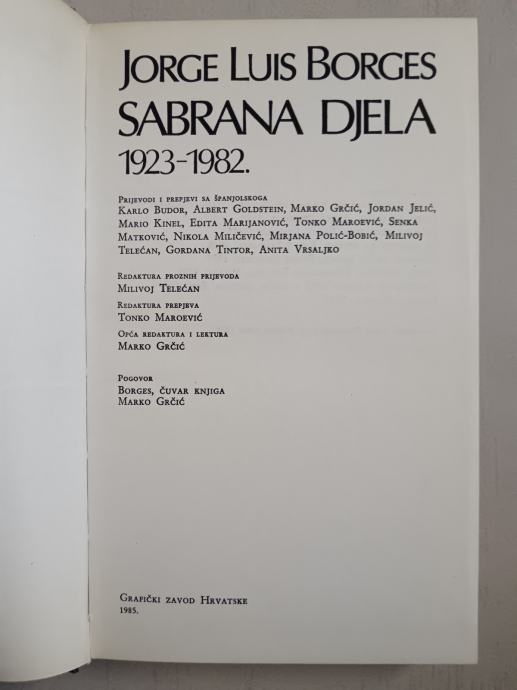 JORGE LUIS BORGES
SABRANA DJELA
1923-1982.
PRIJEVODI I PREPJEVI SA ŠPANJOLSKOGA
KARLO BUDOR, ALBERT GOLDSTEIN, MARKO GRČIĆ, JORDAN JELIĆ,
MARIO KINEL, EDITA MARIJANOVIĆ, TONKO MAROEVIĆ, SENKA
MATKOVIĆ, NIKOLA MILIČEVIĆ, MIRJANA POLIĆ-BOBIĆ, MILIVOJ
TELEĆAN, GORDANA TINTOR, ANITA VRSALJKO
REDAKTURA PROZNIH PRIJEVODA
MILIVOJ TELEĆAN
REDAKTURA PREPJEVA
TONKO MAROEVIĆ
OPĆA REDAKTURA I LEKTURA
MARKO GRČIĆ
POGOVOR
BORGES, ČUVAR KNJIGA
MARKO GRČIĆ
GRAFIČKI ZAVOD HRVATSKE
1985.